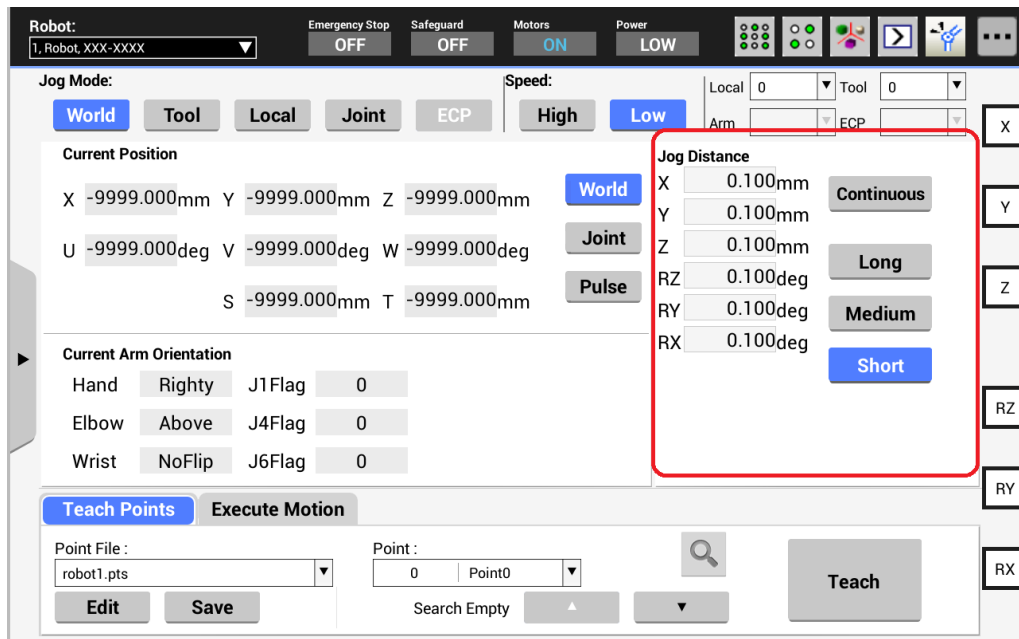 Robot:
1, Robot, XXX-XXXX
Emergency Stop
OFF
Safeguard
OFF
Motors
ON
Power
LOW
Jog Mode:
World Tool Local Joint ECP
Speed:
High Low
Local 0 Tool 0
Arm ECP
Current Position
X -9999.000mm Y -9999.000mm Z -9999.000mm
U -9999.000deg V -9999.000deg W -9999.000deg
S -9999.000mm T -9999.000mm
World
Joint
Pulse
Jog Distance
X 0.100mm
Y 0.100mm
Z 0.100mm
RZ 0.100deg
RY 0.100deg
RX 0.100deg
Continuous
Long
Medium
Short
X
Y
Z
RZ
RY
RX
Current Arm Orientation
Hand Righty J1Flag 0
Elbow Above J4Flag 0
Wrist NoFlip J6Flag 0
Teach Points Execute Motion
Point File :
robot1.pts
Edit Save
Point :
0 Point0
Search Empty
Teach